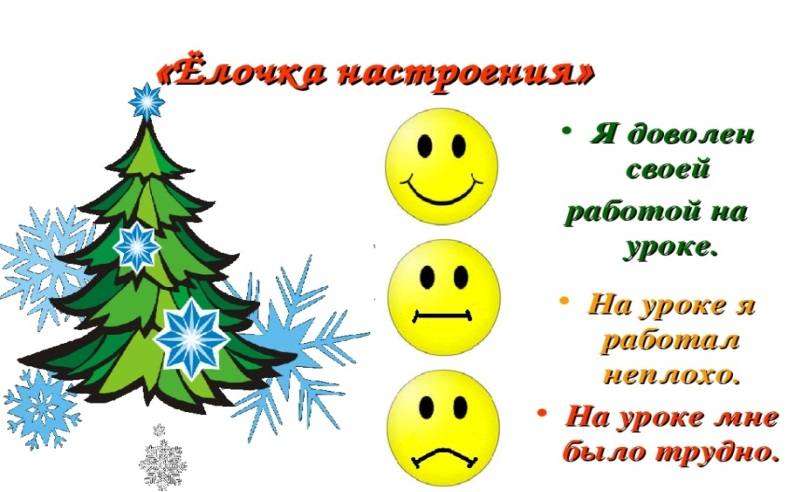 «Ёлочка настроения»
• Я доволен
своей
работой на
уроке.
• На уроке я
работал
неплохо.
• На уроке мне
было трудно.